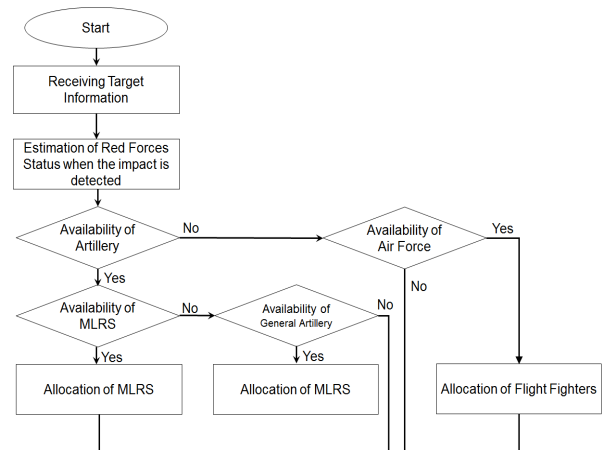 Start
Receiving Target
Information
Estimation of Red Forces
Status when the impact is
detected
Availability of
Artillery
No
Availability of
Air Force
Yes
Yes
No
Availability of
MLRS
No
Availability of
General Artillery
No
Yes
Yes
Allocation of MLRS
Allocation of MLRS
Allocation of Flight Fighters